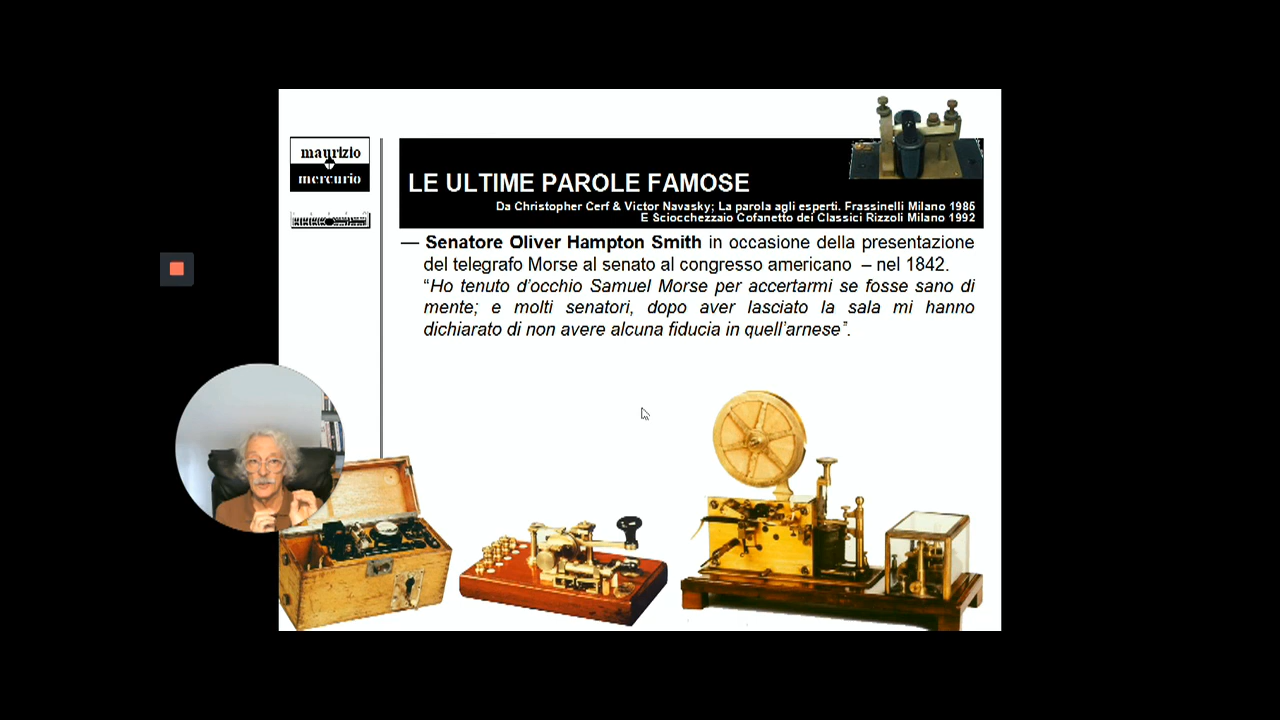 maurizio
mercurio
LE ULTIME PAROLE FAMOSE
Da Christopher Cerf & Victor Navasky; La parola agli esperti. Frassinelli Milano 1985
E Sciocchezzaio Cofanetto dei Classici Rizzoli Milano 1992
— Senatore Oliver Hampton Smith in occasione della presentazione
del telegrafo Morse al senato al congresso americano – nel 1842.
“Ho tenuto d’occhio Samuel Morse per accertarmi se fosse sano di
mente; e molti senatori, dopo aver lasciato la sala mi hanno
dichiarato di non avere alcuna fiducia in quell’arnese”.